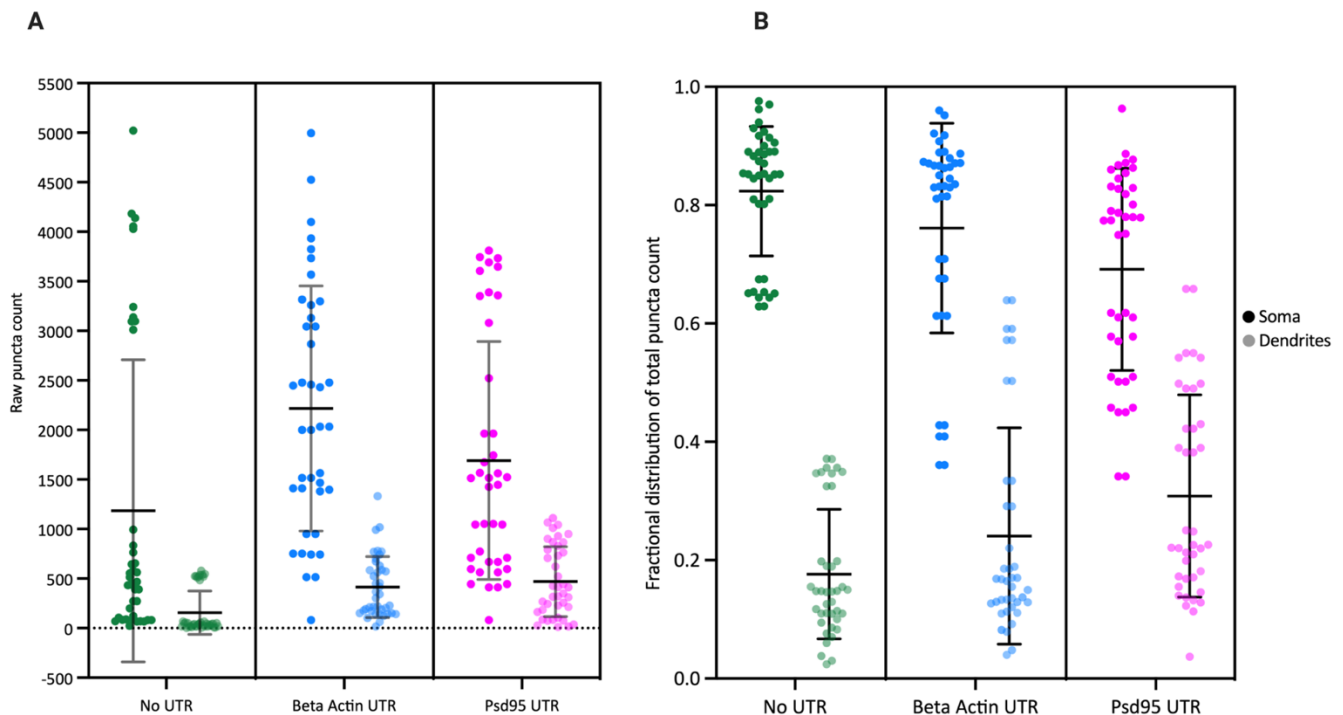 A
B
Raw puncta count
5500
5000
4500
4000
3500
3000
2500
2000
1500
1000
500
0
-500
No UTR
Beta Actin UTR
Psd95 UTR
Fractional distribution of total puncta count
1.0
0.8
0.6
0.4
0.2
0.0
No UTR
Beta Actin UTR
Psd95 UTR
Soma
Dendrites